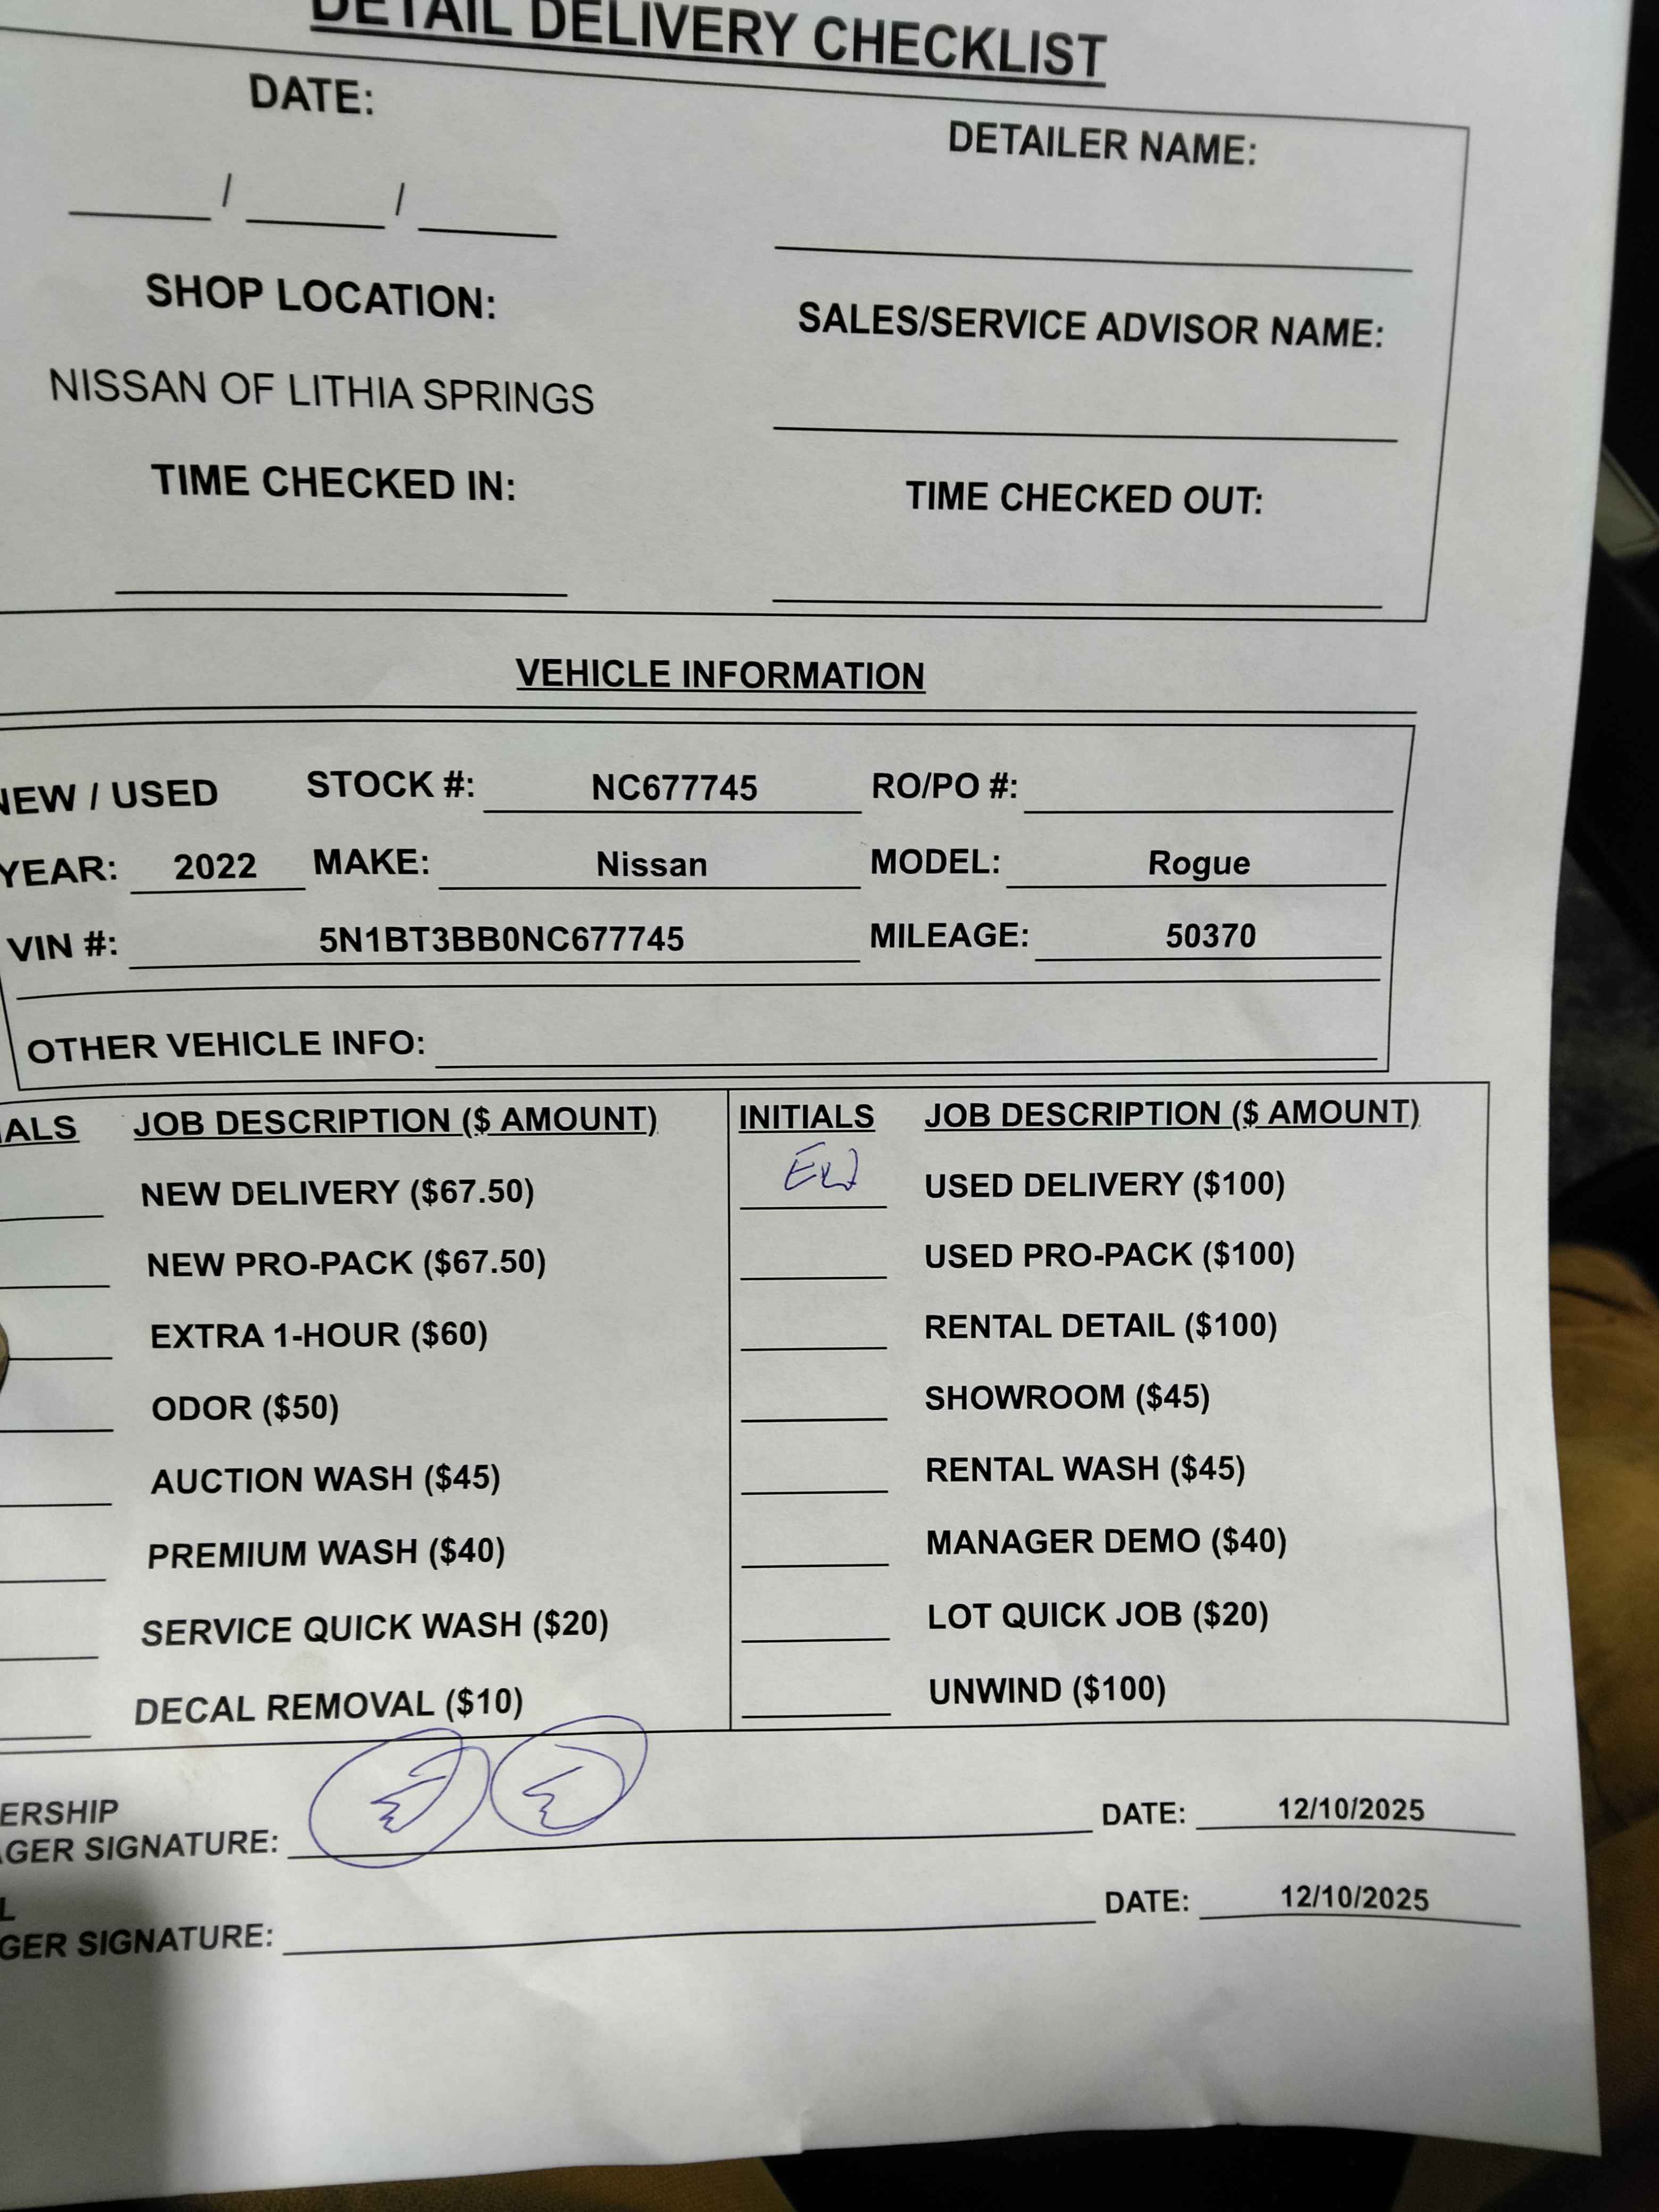 DETAIL DELIVERY CHECKLIST
DATE:
DETAILER NAME:
/ /
SHOP LOCATION:
SALES/SERVICE ADVISOR NAME:
NISSAN OF LITHIA SPRINGS
TIME CHECKED IN:
TIME CHECKED OUT:
VEHICLE INFORMATION
NEW / USED STOCK #: NC677745 RO/PO #:
YEAR: 2022 MAKE: Nissan MODEL: Rogue
VIN #: 5N1BT3BB0NC677745 MILEAGE: 50370
OTHER VEHICLE INFO:
IALS JOB DESCRIPTION ($ AMOUNT) INITIALS JOB DESCRIPTION ($ AMOUNT)
NEW DELIVERY ($67.50) USED DELIVERY ($100)
NEW PRO-PACK ($67.50) USED PRO-PACK ($100)
EXTRA 1-HOUR ($60) RENTAL DETAIL ($100)
ODOR ($50) SHOWROOM ($45)
AUCTION WASH ($45) RENTAL WASH ($45)
PREMIUM WASH ($40) MANAGER DEMO ($40)
SERVICE QUICK WASH ($20) LOT QUICK JOB ($20)
DECAL REMOVAL ($10) UNWIND ($100)
ERSHIP
AGER SIGNATURE: DATE: 12/10/2025
L
GER SIGNATURE: DATE: 12/10/2025